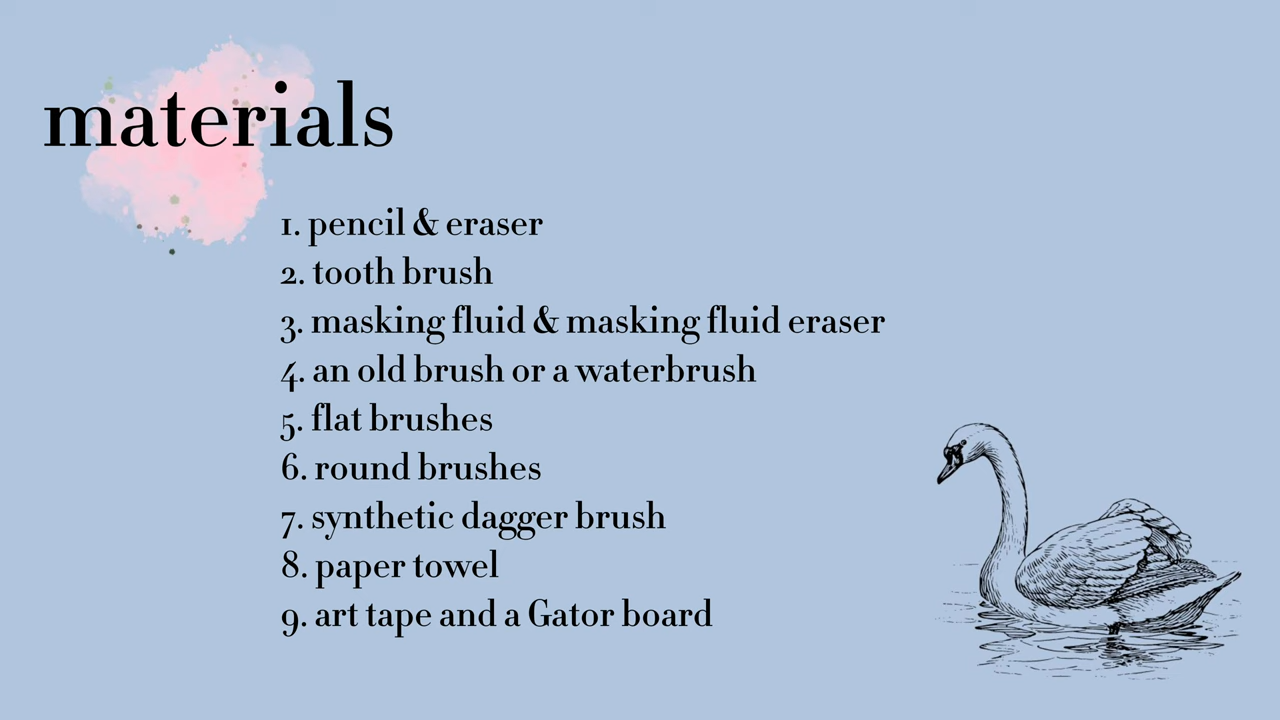 materials
1. pencil & eraser
2. tooth brush
3. masking fluid & masking fluid eraser
4. an old brush or a waterbrush
5. flat brushes
6. round brushes
7. synthetic dagger brush
8. paper towel
9. art tape and a Gator board